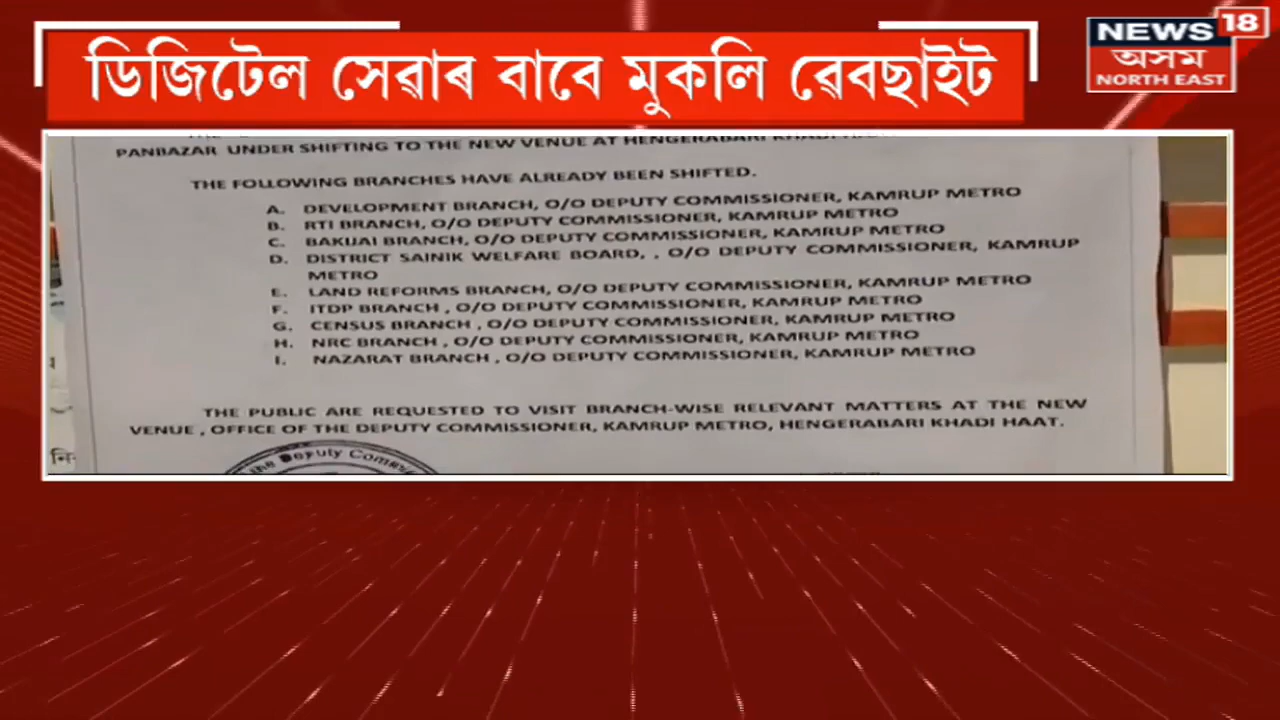 ডিজিটেল সেৱাৰ বাবে মুকলি ৱেবছাইট
NEWS 18
অসম
NORTH EAST
PANBAZAR UNDER SHIFTING TO THE NEW VENUE AT HENGERABARI KHADI
THE FOLLOWING BRANCHES HAVE ALREADY BEEN SHIFTED.
A. DEVELOPMENT BRANCH, O/O DEPUTY COMMISSIONER, KAMRUP METRO
B. RTI BRANCH, O/O DEPUTY COMMISSIONER, KAMRUP METRO
C. BAKIJAI BRANCH, O/O DEPUTY COMMISSIONER, KAMRUP METRO
D. DISTRICT SAINIK WELFARE BOARD, , O/O DEPUTY COMMISSIONER, KAMRUP
METRO
E. LAND REFORMS BRANCH, O/O DEPUTY COMMISSIONER, KAMRUP METRO
F. ITDP BRANCH , O/O DEPUTY COMMISSIONER, KAMRUP METRO
G. CENSUS BRANCH , O/O DEPUTY COMMISSIONER, KAMRUP METRO
H. NRC BRANCH , O/O DEPUTY COMMISSIONER, KAMRUP METRO
I. NAZARAT BRANCH , O/O DEPUTY COMMISSIONER, KAMRUP METRO
THE PUBLIC ARE REQUESTED TO VISIT BRANCH-WISE RELEVANT MATTERS AT THE NEW
VENUE , OFFICE OF THE DEPUTY COMMISSIONER, KAMRUP METRO, HENGERABARI KHADI HAAT.
the Deputy